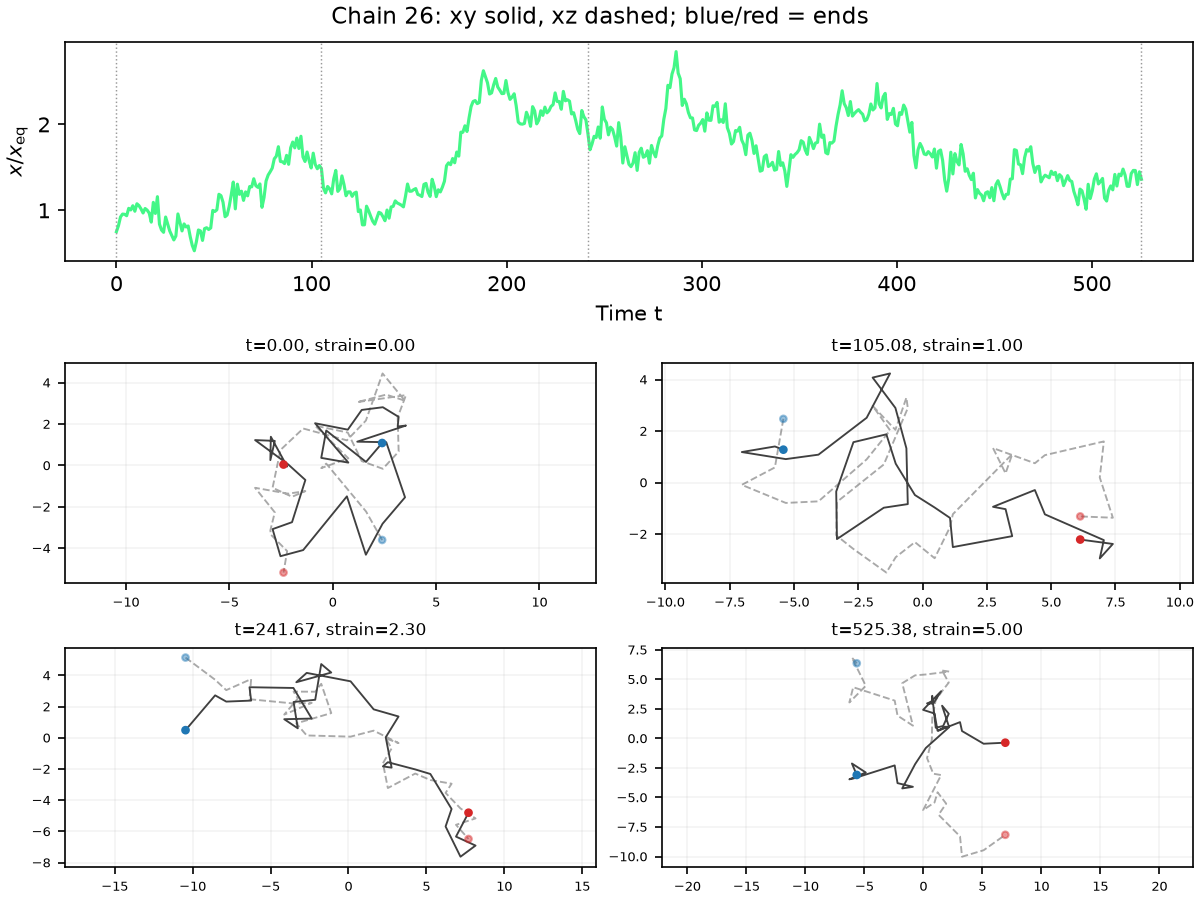 Chain 26: xy solid, xz dashed; blue/red = ends
x/x_eq
2
1
0 100 200 300 400 500
Time t
t=0.00, strain=0.00
4
2
0
−2
−4
−10 −5 0 5 10
t=105.08, strain=1.00
4
2
0
−2
−10.0 −7.5 −5.0 −2.5 0.0 2.5 5.0 7.5 10.0
t=241.67, strain=2.30
4
2
0
−2
−4
−6
−8
−15 −10 −5 0 5 10 15
t=525.38, strain=5.00
7.5
5.0
2.5
0.0
−2.5
−5.0
−7.5
−10.0
−20 −15 −10 −5 0 5 10 15 20